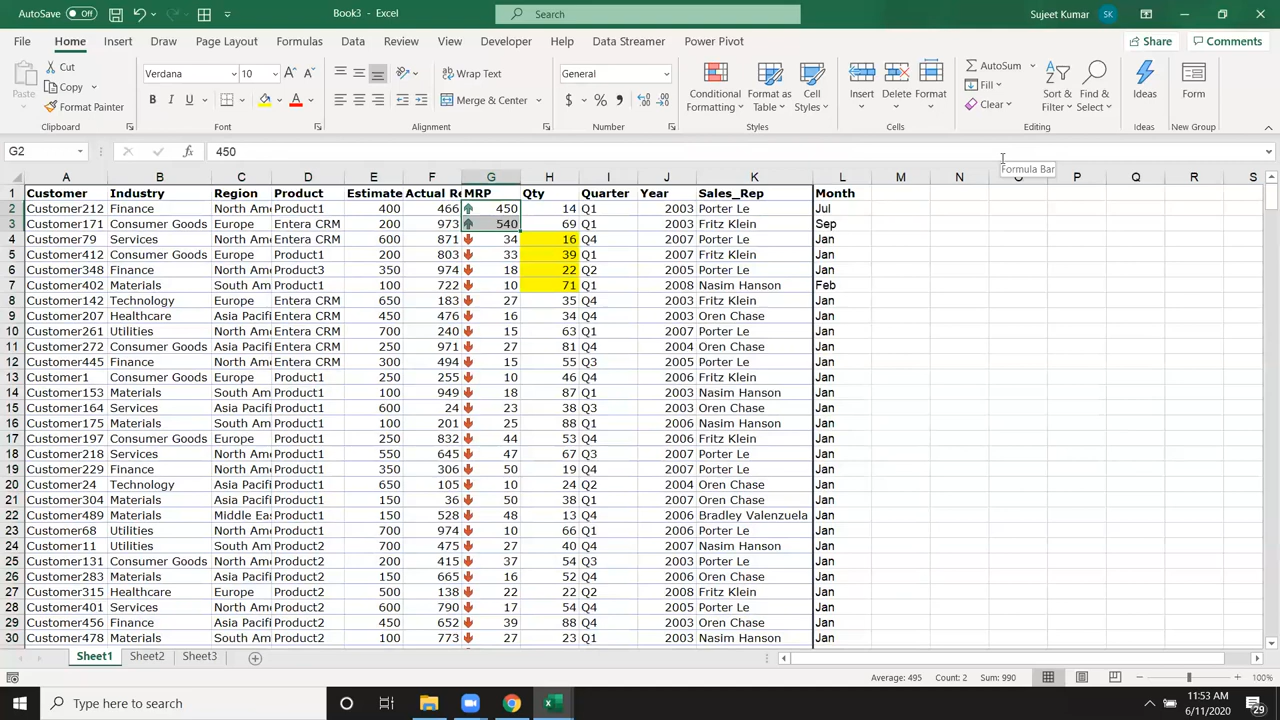 AutoSave Off Book3 - Excel Search Sujeet Kumar SK
File Home Insert Draw Page Layout Formulas Data Review View Developer Help Data Streamer Power Pivot Share Comments
Paste Cut Copy Format Painter Clipboard
Verdana 10 B I U A Font
Wrap Text Merge & Center Alignment
General $ % , Number
Conditional Formatting Format as Table Cell Styles Styles
Insert Delete Format Cells
AutoSum Fill Clear Sort & Filter Find & Select Editing
Ideas Ideas
Form New Group
G2 fx 450
Formula Bar
A B C D E F G H I J K L M N O P Q R S
1 Customer Industry Region Product Estimate Actual Re MRP Qty Quarter Year Sales_Rep Month
2 Customer212 Finance North Ame Product1 400 466 450 14 Q1 2003 Porter Le Jul
3 Customer171 Consumer Goods Europe Entera CRM 200 973 540 69 Q1 2003 Fritz Klein Sep
4 Customer79 Services Europe Entera CRM 600 871 34 16 Q4 2007 Porter Le Jan
5 Customer412 Consumer Goods Europe Product1 200 803 33 39 Q1 2007 Fritz Klein Jan
6 Customer348 Finance North Ame Product3 350 974 18 22 Q2 2005 Porter Le Jan
7 Customer402 Materials South Am Product1 100 722 10 71 Q1 2008 Nasim Hanson Feb
8 Customer142 Technology Europe Entera CRM 650 183 27 35 Q4 2003 Fritz Klein Jan
9 Customer207 Healthcare Asia Pacifi Entera CRM 450 476 16 34 Q4 2003 Oren Chase Jan
10 Customer261 Utilities North Ame Entera CRM 700 240 15 63 Q1 2007 Porter Le Jan
11 Customer272 Consumer Goods Asia Pacifi Entera CRM 250 971 27 81 Q4 2004 Oren Chase Jan
12 Customer445 Finance North Ame Entera CRM 300 494 15 55 Q3 2005 Porter Le Jan
13 Customer1 Consumer Goods Europe Product1 250 255 10 46 Q4 2006 Fritz Klein Jan
14 Customer153 Materials South Am Product1 100 949 18 87 Q1 2003 Nasim Hanson Jan
15 Customer164 Services Asia Pacifi Product1 600 24 23 38 Q3 2003 Oren Chase Jan
16 Customer175 Materials South Am Product1 100 201 25 88 Q1 2006 Nasim Hanson Jan
17 Customer197 Healthcare Europe Product1 250 832 44 53 Q4 2006 Fritz Klein Jan
18 Customer218 Services North Ame Product1 550 645 47 67 Q3 2007 Porter Le Jan
19 Customer229 Finance North Ame Product1 350 306 50 19 Q4 2007 Porter Le Jan
20 Customer24 Technology Asia Pacifi Product1 650 105 10 24 Q2 2004 Oren Chase Jan
21 Customer304 Materials Asia Pacifi Product1 150 36 50 38 Q1 2007 Oren Chase Jan
22 Customer489 Materials Middle Eas Product1 150 528 48 13 Q4 2006 Bradley Valenzuela Jan
23 Customer68 Utilities North Ame Product1 700 974 10 66 Q1 2003 Porter Le Jan
24 Customer11 Utilities South Am Product2 700 475 27 40 Q4 2007 Nasim Hanson Jan
25 Customer131 Consumer Goods North Ame Product2 200 415 37 54 Q3 2003 Porter Le Jan
26 Customer283 Materials Asia Pacifi Product2 150 665 16 52 Q4 2006 Oren Chase Jan
27 Customer315 Healthcare Europe Product2 500 138 22 22 Q2 2008 Fritz Klein Jan
28 Customer401 Services North Ame Product2 600 790 17 54 Q4 2005 Porter Le Jan
29 Customer456 Finance Asia Pacifi Product2 450 652 39 88 Q1 2003 Oren Chase Jan
30 Customer478 Materials South Am Product2 100 773 27 23 Q1 2003 Nasim Hanson Jan
Sheet1 Sheet2 Sheet3
Average: 495 Count: 2 Sum: 990 100%
Type here to search 11:53 AM
6/11/2020 29